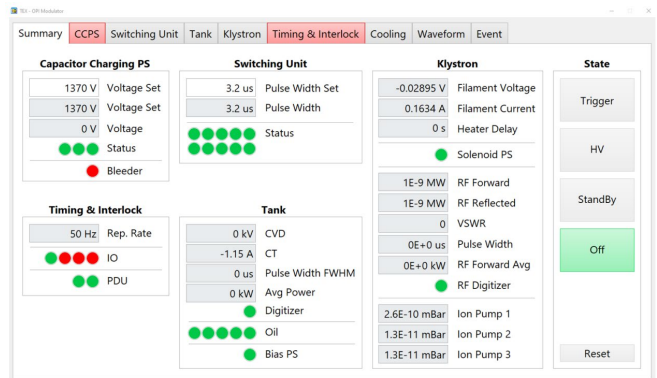 TEX - OPI Modulator
Summary CCPS Switching Unit Tank Klystron Timing & Interlock Cooling Waveform Event
Capacitor Charging PS
1370 V Voltage Set
1370 V Voltage Set
0 V Voltage
Status
Bleeder
Timing & Interlock
50 Hz Rep. Rate
IO
PDU
Switching Unit
3.2 us Pulse Width Set
3.2 us Pulse Width
Status
Tank
0 kV CVD
-1.15 A CT
0 us Pulse Width FWHM
0 kW Avg Power
Digitizer
Oil
Bias PS
Klystron
-0.02895 V Filament Voltage
0.1634 A Filament Current
0 s Heater Delay
Solenoid PS
1E-9 MW RF Forward
1E-9 MW RF Reflected
0 VSWR
0E+0 us Pulse Width
0E+0 kW RF Forward Avg
RF Digitizer
2.6E-10 mBar Ion Pump 1
1.3E-11 mBar Ion Pump 2
1.3E-11 mBar Ion Pump 3
State
Trigger
HV
StandBy
Off
Reset